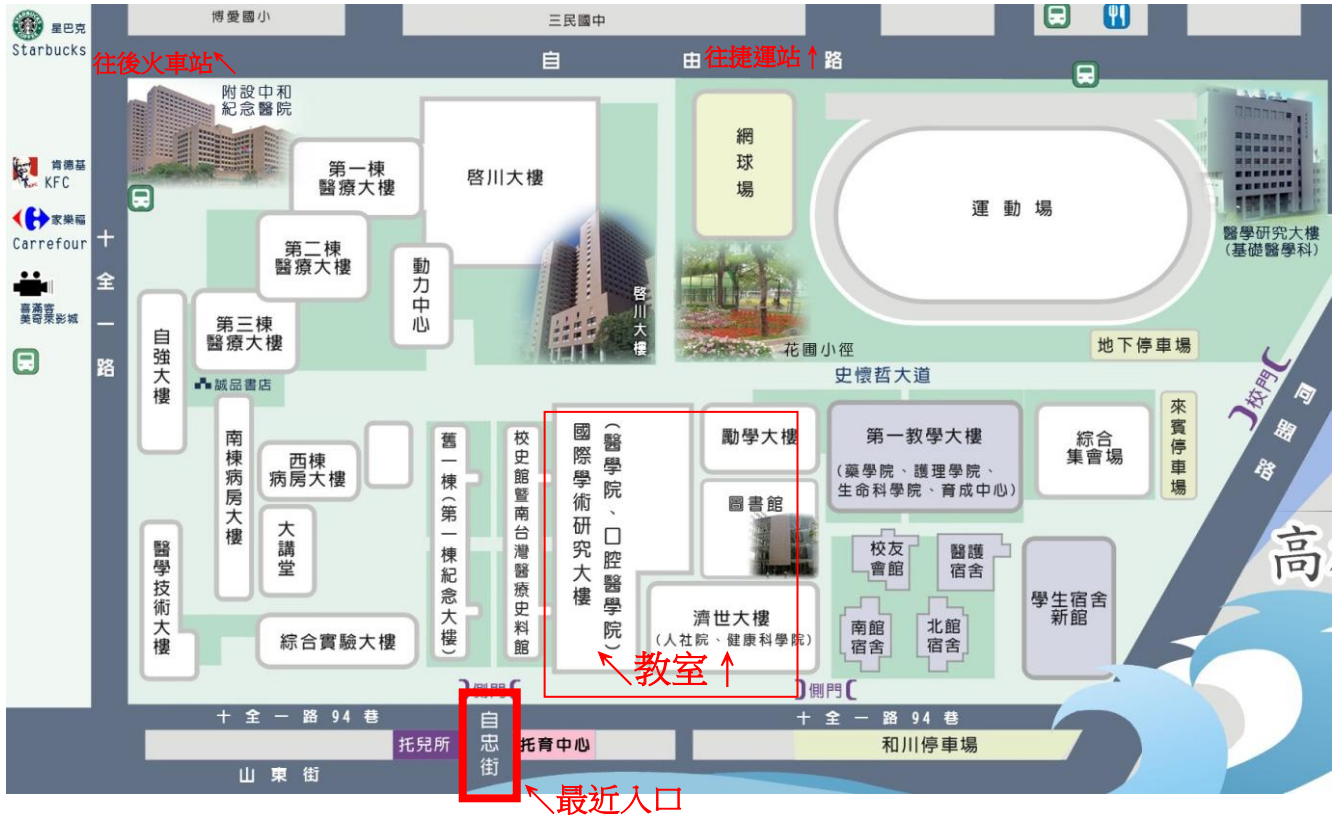 星巴克
Starbucks
博愛國小
三民國中
往後火車站↖
自由路
往捷運站↑
附設中和
紀念醫院
肯德基
KFC
家樂福
Carrefour
喜滿客
美奇萊影城
十全一路
第一棟
醫療大樓
啓川大樓
網球場
運動場
醫學研究大樓
(基礎醫學科)
第二棟
醫療大樓
動力中心
啓川大樓
第三棟
醫療大樓
自強大樓
誠品書店
花圃小徑
地下停車場
史懷哲大道
校門
同盟路
南棟病房大樓
西棟
病房大樓
大講堂
舊一棟(第一棟紀念大樓)
校史館暨南台灣醫療史料館
國際學術研究大樓
(醫學院、口腔醫學院)
勵學大樓
圖書館
第一教學大樓
(藥學院、護理學院、
生命科學院、育成中心)
綜合
集會場
來賓停車場
醫學技術大樓
綜合實驗大樓
濟世大樓
(人社院、健康科學院)
校友
會館
醫護
宿舍
南館
宿舍
北館
宿舍
學生宿舍
新館
高
↖教室↑
側門
側門
十全一路94巷
十全一路94巷
自忠街
托兒所
托育中心
和川停車場
山東街
↖最近入口